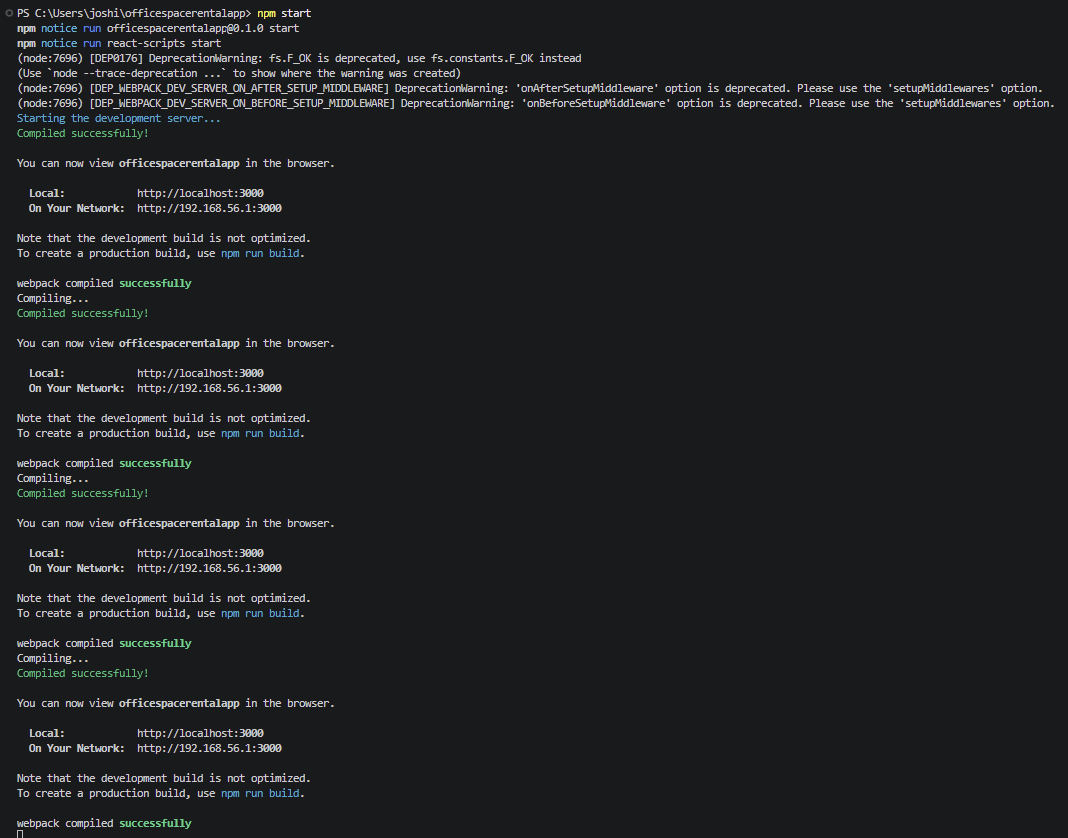 PS C:\Users\joshi\officespacerentalapp> npm start
npm notice run officespacerentalapp@0.1.0 start
npm notice run react-scripts start
(node:7696) [DEP0176] DeprecationWarning: fs.F_OK is deprecated, use fs.constants.F_OK instead
(Use `node --trace-deprecation ...` to show where the warning was created)
(node:7696) [DEP_WEBPACK_DEV_SERVER_ON_AFTER_SETUP_MIDDLEWARE] DeprecationWarning: 'onAfterSetupMiddleware' option is deprecated. Please use the 'setupMiddlewares' option.
(node:7696) [DEP_WEBPACK_DEV_SERVER_ON_BEFORE_SETUP_MIDDLEWARE] DeprecationWarning: 'onBeforeSetupMiddleware' option is deprecated. Please use the 'setupMiddlewares' option.
Starting the development server...
Compiled successfully!

You can now view officespacerentalapp in the browser.

  Local:            http://localhost:3000
  On Your Network:  http://192.168.56.1:3000

Note that the development build is not optimized.
To create a production build, use npm run build.

webpack compiled successfully
Compiling...
Compiled successfully!

You can now view officespacerentalapp in the browser.

  Local:            http://localhost:3000
  On Your Network:  http://192.168.56.1:3000

Note that the development build is not optimized.
To create a production build, use npm run build.

webpack compiled successfully
Compiling...
Compiled successfully!

You can now view officespacerentalapp in the browser.

  Local:            http://localhost:3000
  On Your Network:  http://192.168.56.1:3000

Note that the development build is not optimized.
To create a production build, use npm run build.

webpack compiled successfully
Compiling...
Compiled successfully!

You can now view officespacerentalapp in the browser.

  Local:            http://localhost:3000
  On Your Network:  http://192.168.56.1:3000

Note that the development build is not optimized.
To create a production build, use npm run build.

webpack compiled successfully